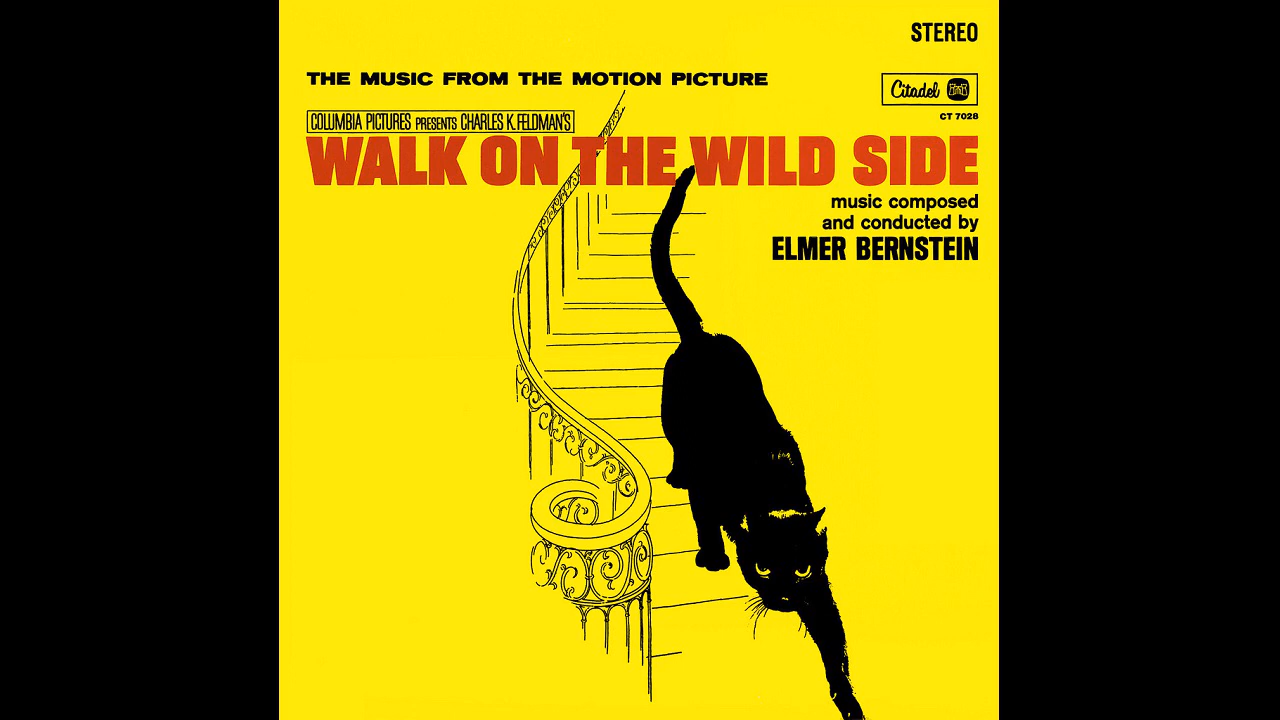 STEREO
THE MUSIC FROM THE MOTION PICTURE
Citadel
CT 7028
COLUMBIA PICTURES PRESENTS CHARLES K. FELDMAN'S
WALK ON THE WILD SIDE
music composed
and conducted by
ELMER BERNSTEIN